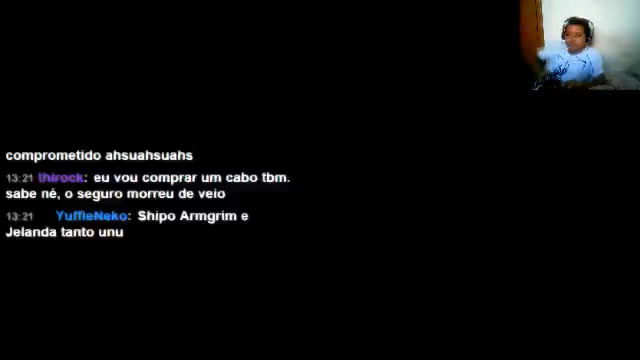 comprometido ahsuahsuahs
13:21 thirock: eu vou comprar um cabo tbm.
sabe né, o seguro morreu de veio
13:21 YuffieNeko: Shipo Armgrim e
Jelanda tanto unu